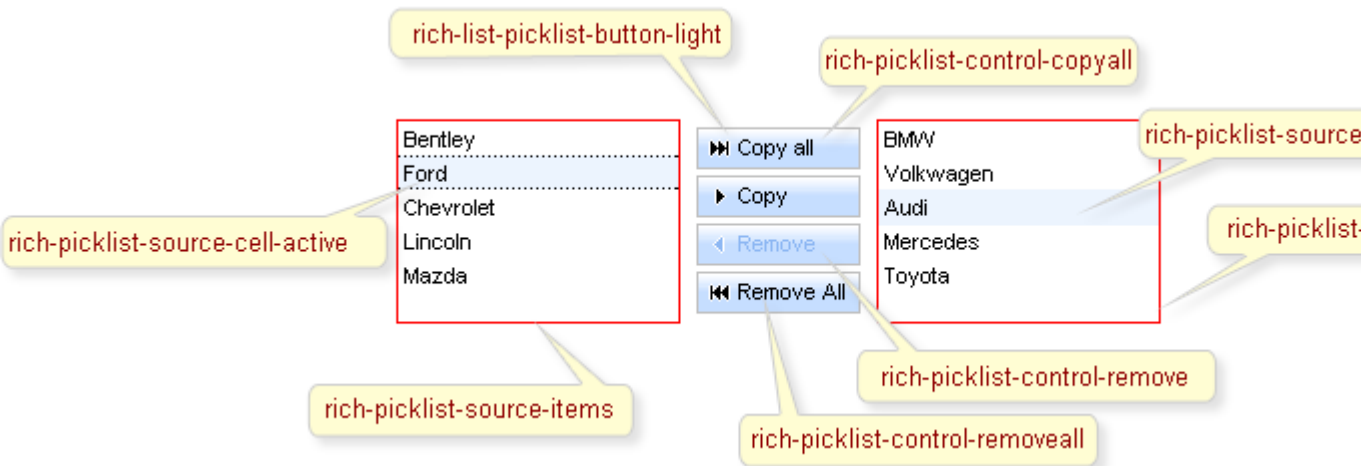 rich-list-picklist-button-light
rich-picklist-control-copyall
rich-picklist-source
Bentley
Ford
Chevrolet
Lincoln
Mazda
Copy all
Copy
Remove
Remove All
BMW
Volkwagen
Audi
Mercedes
Toyota
rich-picklist-source-cell-active
rich-picklist-
rich-picklist-control-remove
rich-picklist-source-items
rich-picklist-control-removeall